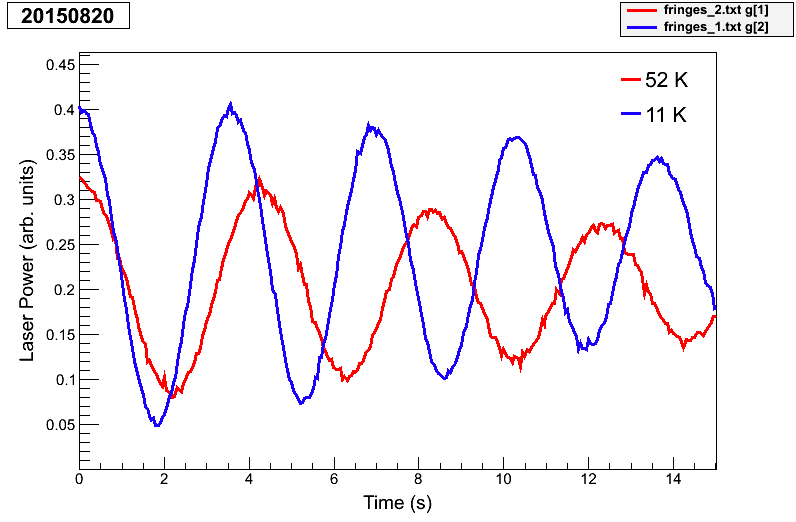 20150820
fringes_2.txt g[1]
fringes_1.txt g[2]
52 K
11 K
Laser Power (arb. units)
0.45
0.4
0.35
0.3
0.25
0.2
0.15
0.1
0.05
0 2 4 6 8 10 12 14
Time (s)